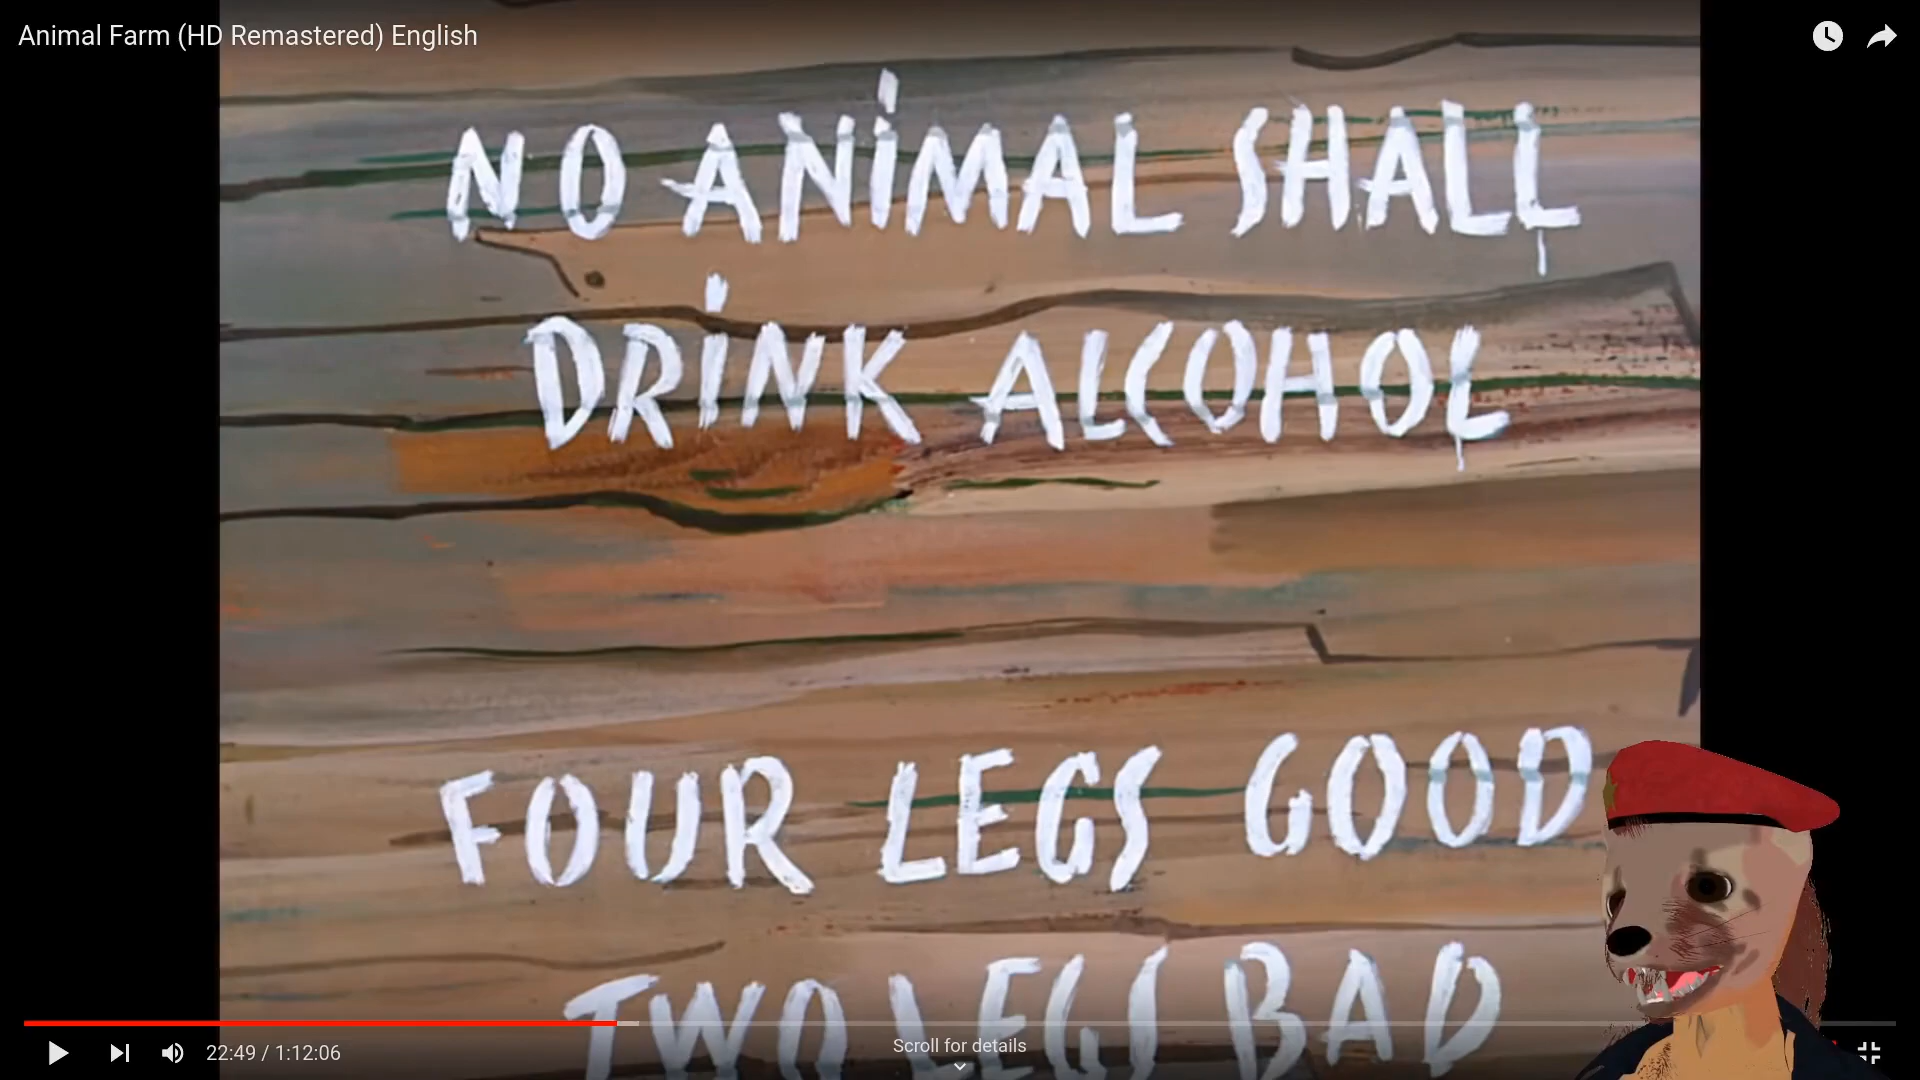 Animal Farm (HD Remastered) English
NO ANiMAL SHALL
DRiNK ALCOHOL
FOUR LEGS GOOD
TWO LEGS BAD
22:49 / 1:12:06
Scroll for details